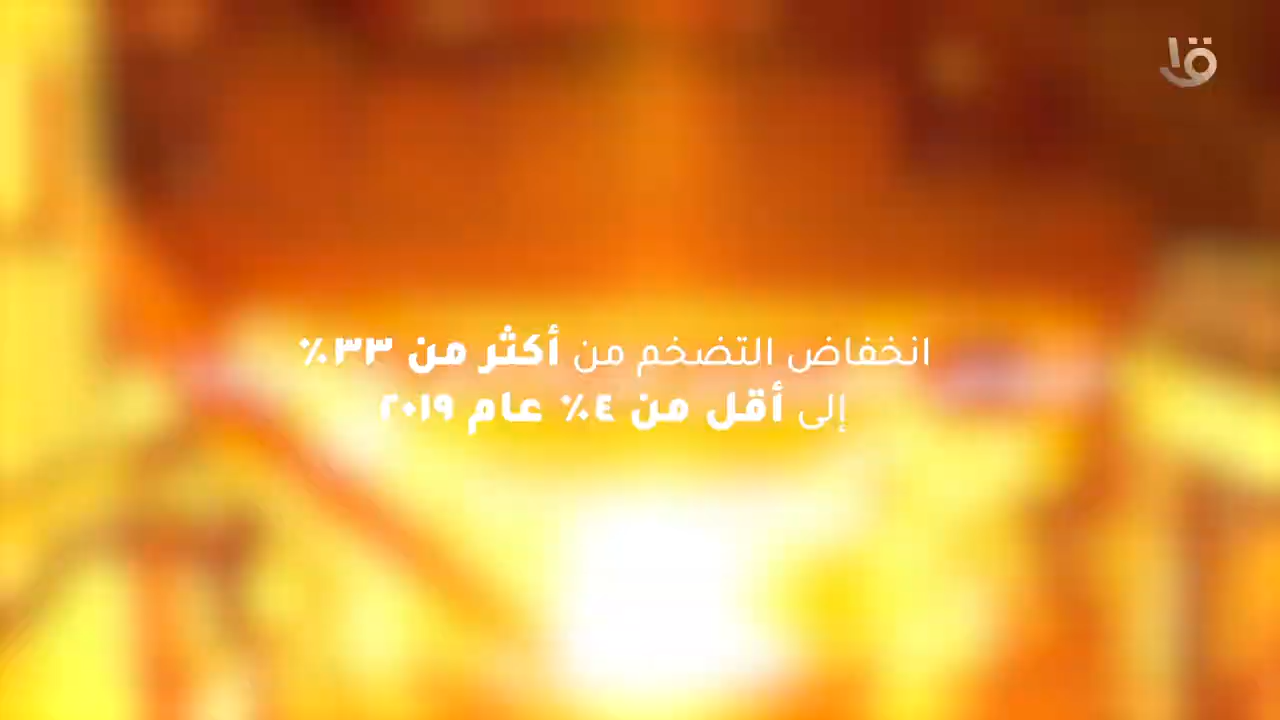 انخفاض التضخم من أكثر من ٣٣٪
إلى أقل من ٤٪ عام ٢٠١٩